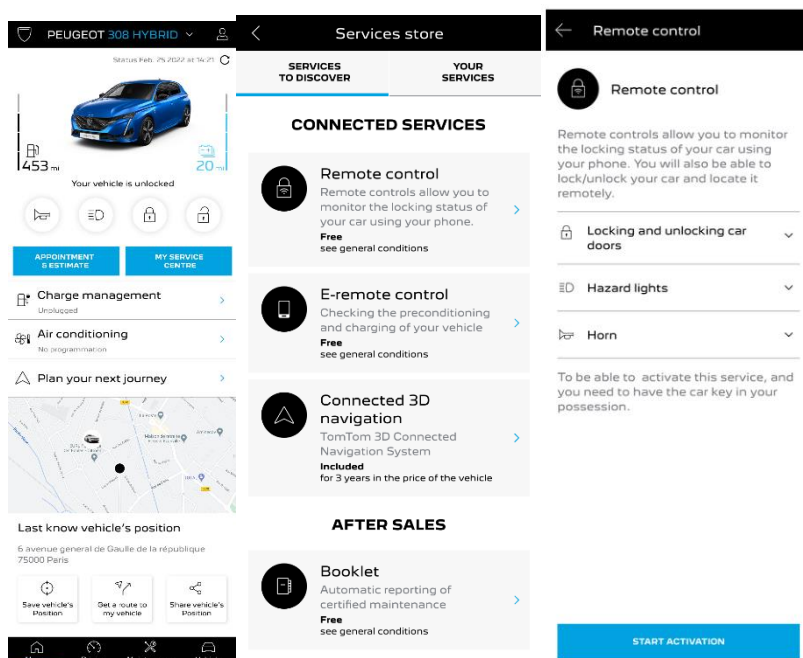 PEUGEOT 308 HYBRID
Status Feb. 25 2022 at 14:21
453 mi
20 mi
Your vehicle is unlocked
APPOINTMENT
& ESTIMATE
MY SERVICE
CENTRE
Charge management
Unplugged
Air conditioning
No programmation
Plan your next journey
Last know vehicle's position
6 avenue general de Gaulle de la république
75000 Paris
Save vehicle's
Position
Get a route to
my vehicle
Share vehicle's
Position
Services store
SERVICES
TO DISCOVER
YOUR
SERVICES
CONNECTED SERVICES
Remote control
Remote controls allow you to
monitor the locking status of
your car using your phone.
Free
see general conditions
E-remote control
Checking the preconditioning
and charging of your vehicle
Free
see general conditions
Connected 3D
navigation
TomTom 3D Connected
Navigation System
Included
for 3 years in the price of the vehicle
AFTER SALES
Booklet
Automatic reporting of
certified maintenance
Free
see general conditions
Remote control
Remote control
Remote controls allow you to monitor
the locking status of your car using
your phone. You will also be able to
lock/unlock your car and locate it
remotely.
Locking and unlocking car
doors
Hazard lights
Horn
To be able to activate this service, and
you need to have the car key in your
possession.
START ACTIVATION